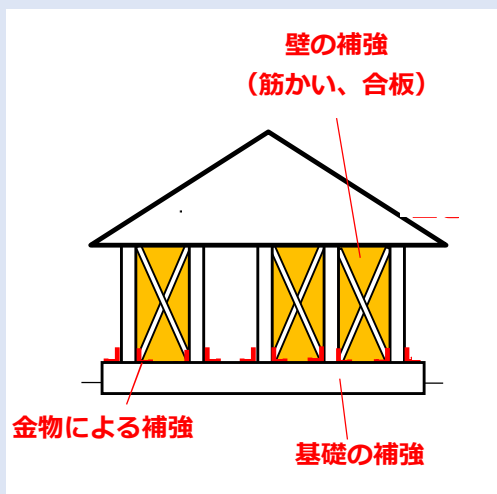 壁の補強
（筋かい、合板）
金物による補強
基礎の補強